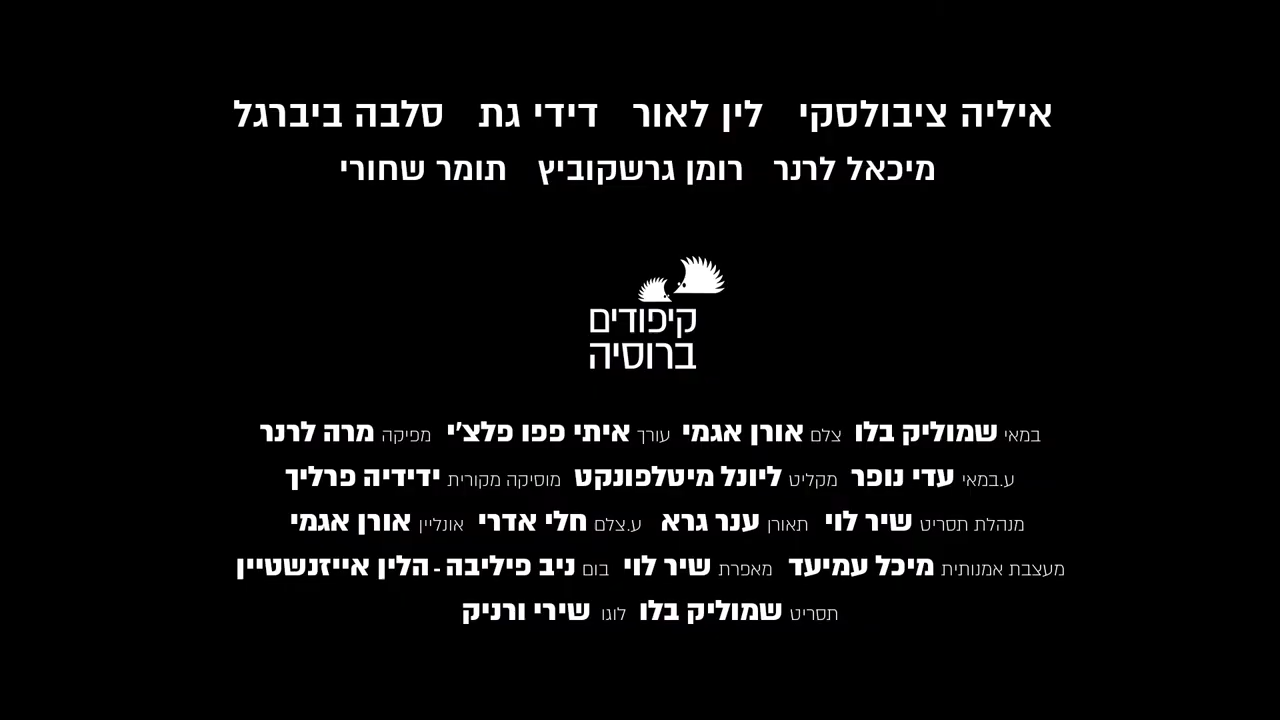 איליה ציבולסקי לין לאור דידי גת סלבה ביברגל
מיכאל לרנר רומן גרשקוביץ תומר שחורי
קיפודים
ברוסיה
במאי שמוליק בלו צלם אורן אגמי עורך איתי פפו פלצ'י מפיקה מרה לרנר
ע.במאי עדי נופר מקליט ליונל מיטלפונקט מוסיקה מקורית ידידיה פרליך
מנהלת תסריט שיר לוי תאורן ענר גרא ע.צלם חלי אדרי אונליין אורן אגמי
מעצבת אמנותית מיכל עמיעד מאפרת שיר לוי בום ניב פיליבה - הלין אייזנשטיין
תסריט שמוליק בלו לוגו שירי ורניק